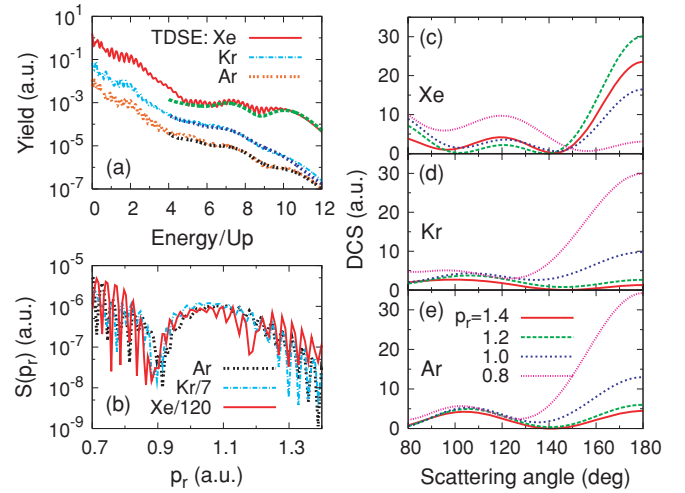 10^1
10^-1
10^-3
10^-5
10^-7
Yield (a.u.)
TDSE: Xe
Kr
Ar
(a)
0 2 4 6 8 10 12
Energy/Up
10^-5
10^-6
10^-7
10^-8
10^-9
S(p_r) (a.u.)
(b)
Ar
Kr/7
Xe/120
0.7 0.9 1.1 1.3
p_r (a.u.)
(c)
Xe
30
20
10
0
(d)
Kr
30
20
10
0
DCS (a.u.)
(e)
Ar
p_r=1.4
1.2
1.0
0.8
30
20
10
0
80 100 120 140 160 180
Scattering angle (deg)